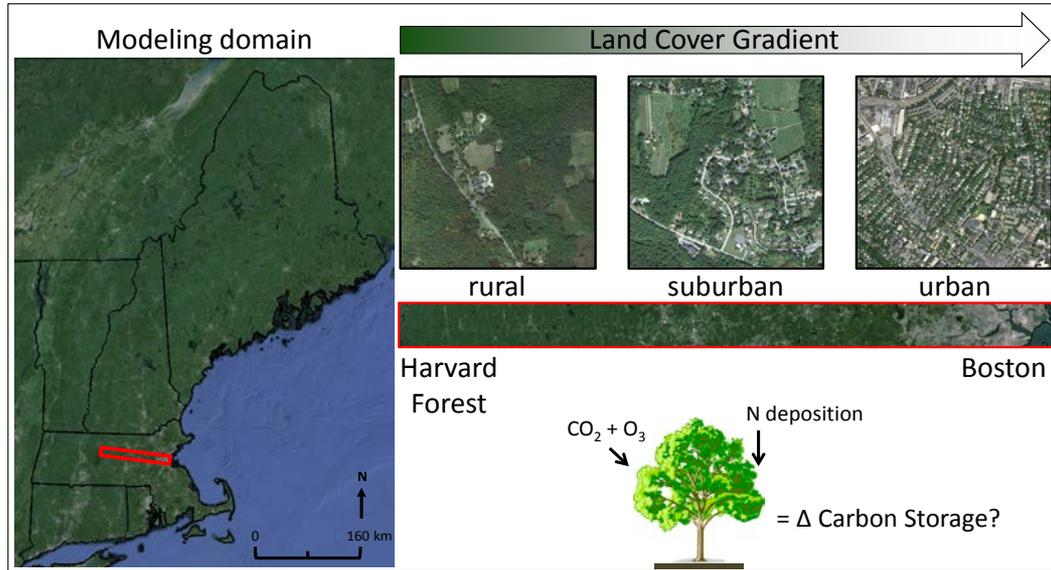 Modeling domain
Land Cover Gradient
rural
suburban
urban
Harvard
Forest
Boston
CO₂ + O₃
N deposition
= Δ Carbon Storage?
N
0
160 km